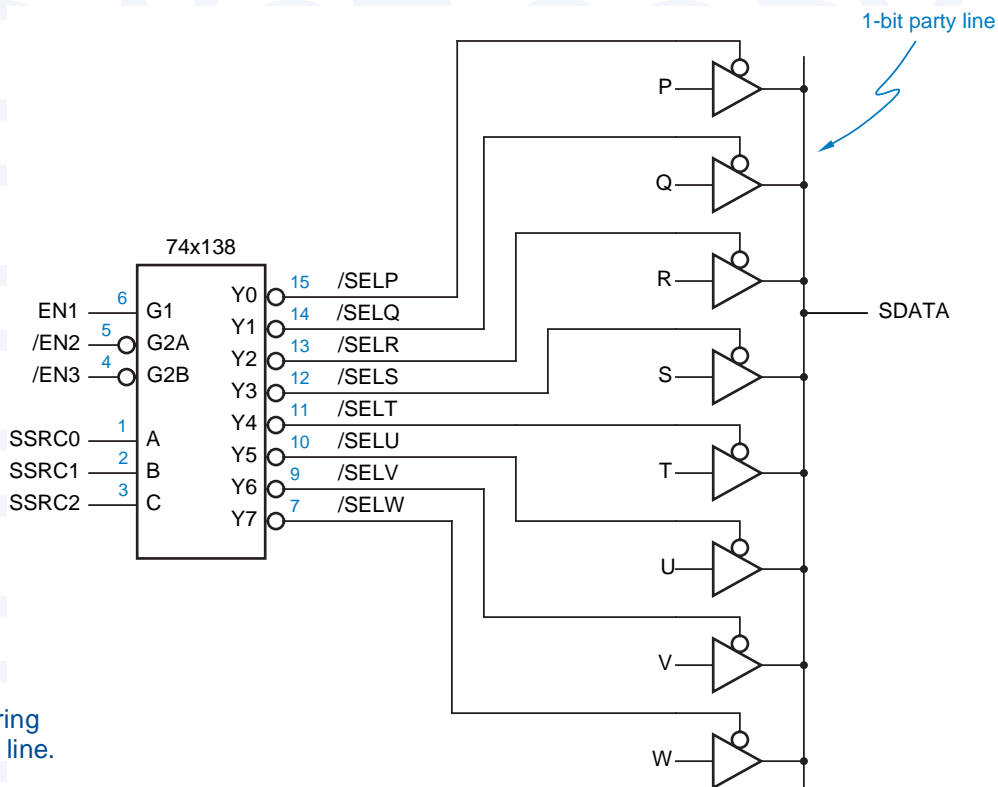 1-bit party line
P
Q
74x138
15 /SELP
EN1 6 G1 Y0
14 /SELQ
/EN2 5 G2A Y1
13 /SELR
/EN3 4 G2B Y2
12 /SELS
Y3
11 /SELT
SSRC0 1 A Y4
10 /SELU
SSRC1 2 B Y5
9 /SELV
SSRC2 3 C Y6
7 /SELW
Y7
R
SDATA
S
T
U
V
W
ring
line.